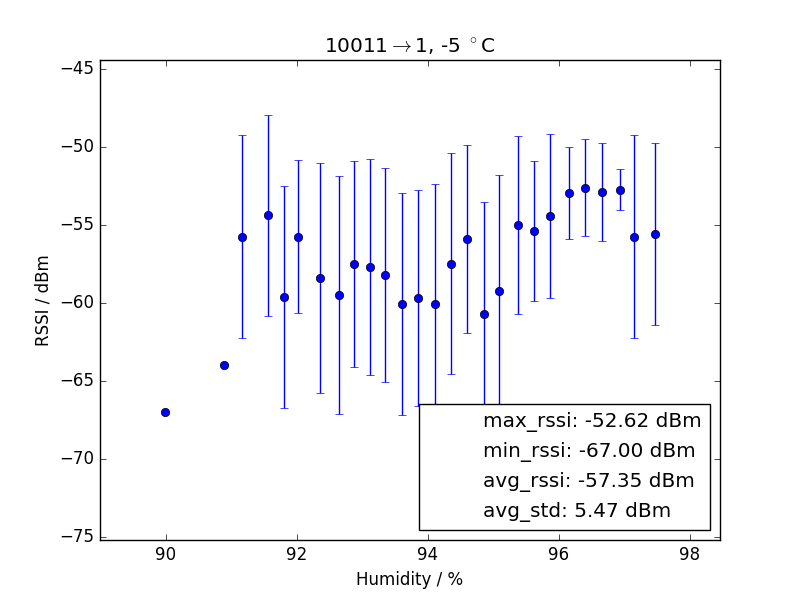 10011→1, -5 °C
−45
−50
−55
−60
−65
−70
−75
RSSI / dBm
max_rssi: -52.62 dBm
min_rssi: -67.00 dBm
avg_rssi: -57.35 dBm
avg_std: 5.47 dBm
90 92 94 96 98
Humidity / %